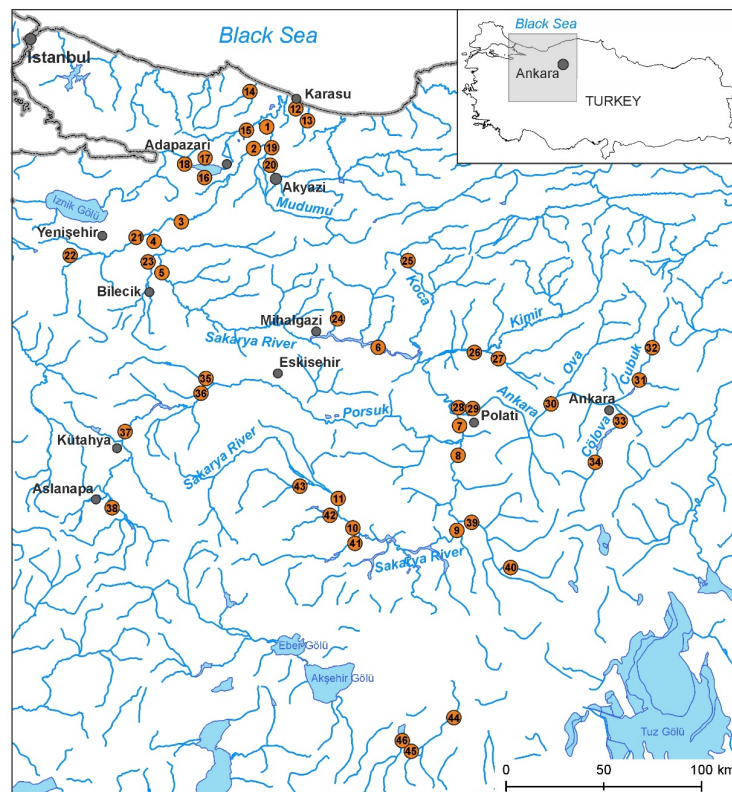 Black Sea
Istanbul
Black Sea
Ankara
TURKEY
14
Karasu
12
13
15
1
2
19
Adapazari
17
18
20
16
Akyazi
Mudumu
Iznik Gölü
3
Yenişehir
21
4
22
23
5
25
Bilecik
Koca
24
Mihalgazi
Kimir
Sakarya River
6
26
27
Ova
32
Cubuk
Eskisehir
35
36
31
Porsuk
28
29
Ankara
30
Ankara
7
Polati
33
Cölova
37
Kutahya
Sakarya River
8
34
43
Aslanapa
11
38
42
10
9
39
41
Sakarya River
40
Eber Gölü
Akşehir Gölü
44
46
45
Tuz Gölü
0
50
100 km